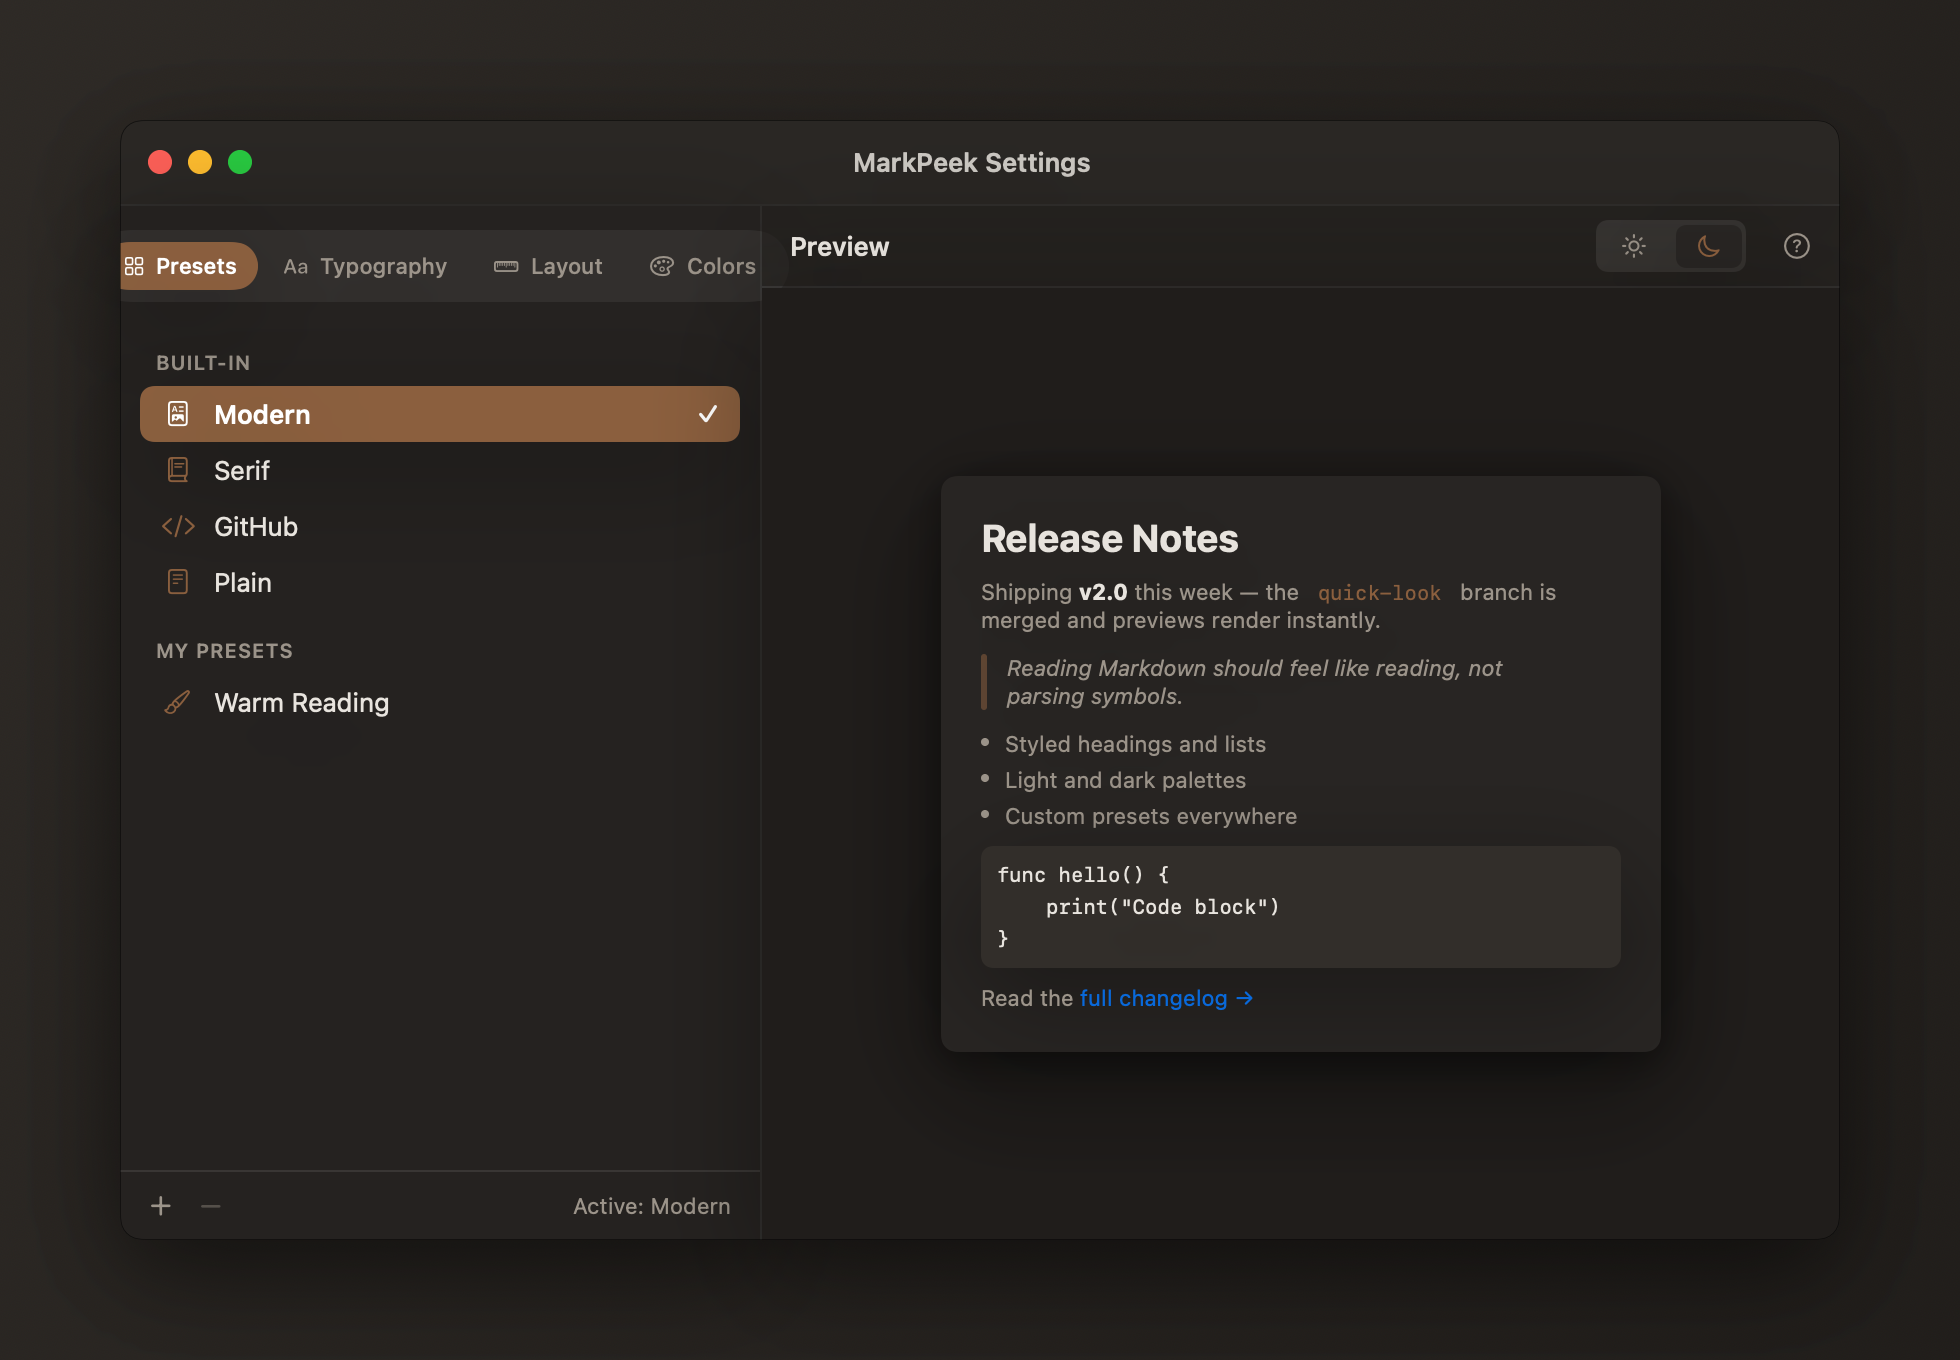 MarkPeek Settings
Presets
Aa Typography
Layout
Colors
Preview
BUILT-IN
Modern
Serif
GitHub
Plain
MY PRESETS
Warm Reading
Active: Modern
Release Notes
Shipping v2.0 this week — the quick-look branch is
merged and previews render instantly.
Reading Markdown should feel like reading, not
parsing symbols.
• Styled headings and lists
• Light and dark palettes
• Custom presets everywhere
func hello() {
    print("Code block")
}
Read the full changelog →